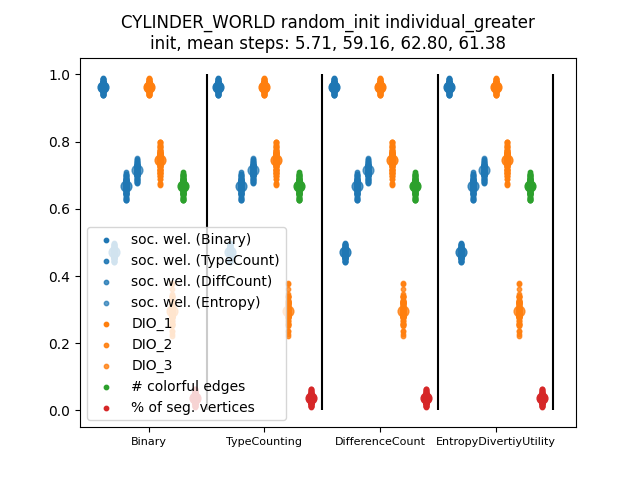 CYLINDER_WORLD random_init individual_greater
init, mean steps: 5.71, 59.16, 62.80, 61.38
1.0
0.8
0.6
0.4
0.2
0.0
soc. wel. (Binary)
soc. wel. (TypeCount)
soc. wel. (DiffCount)
soc. wel. (Entropy)
DIO_1
DIO_2
DIO_3
# colorful edges
% of seg. vertices
Binary
TypeCounting
DifferenceCount
EntropyDivertiyUtility